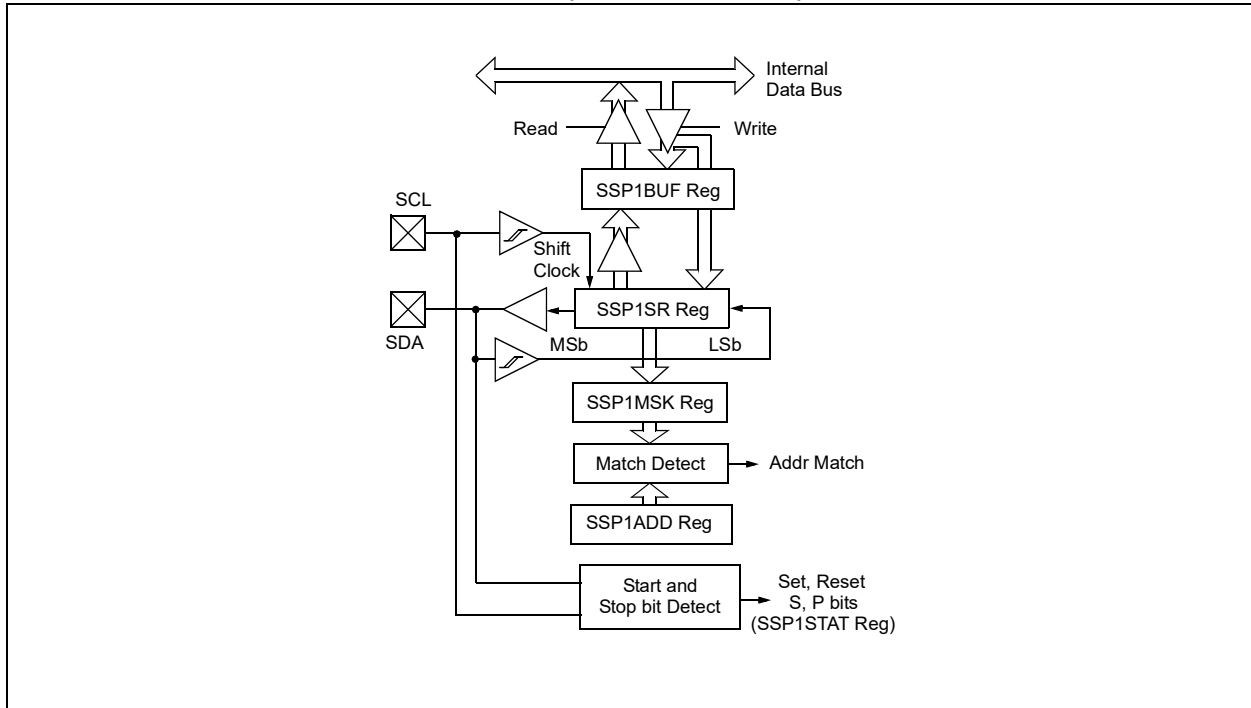 Internal
Data Bus
Read
Write
SSP1BUF Reg
SCL
Shift
Clock
SSP1SR Reg
SDA
MSb
LSb
SSP1MSK Reg
Match Detect
Addr Match
SSP1ADD Reg
Start and
Stop bit Detect
Set, Reset
S, P bits
(SSP1STAT Reg)